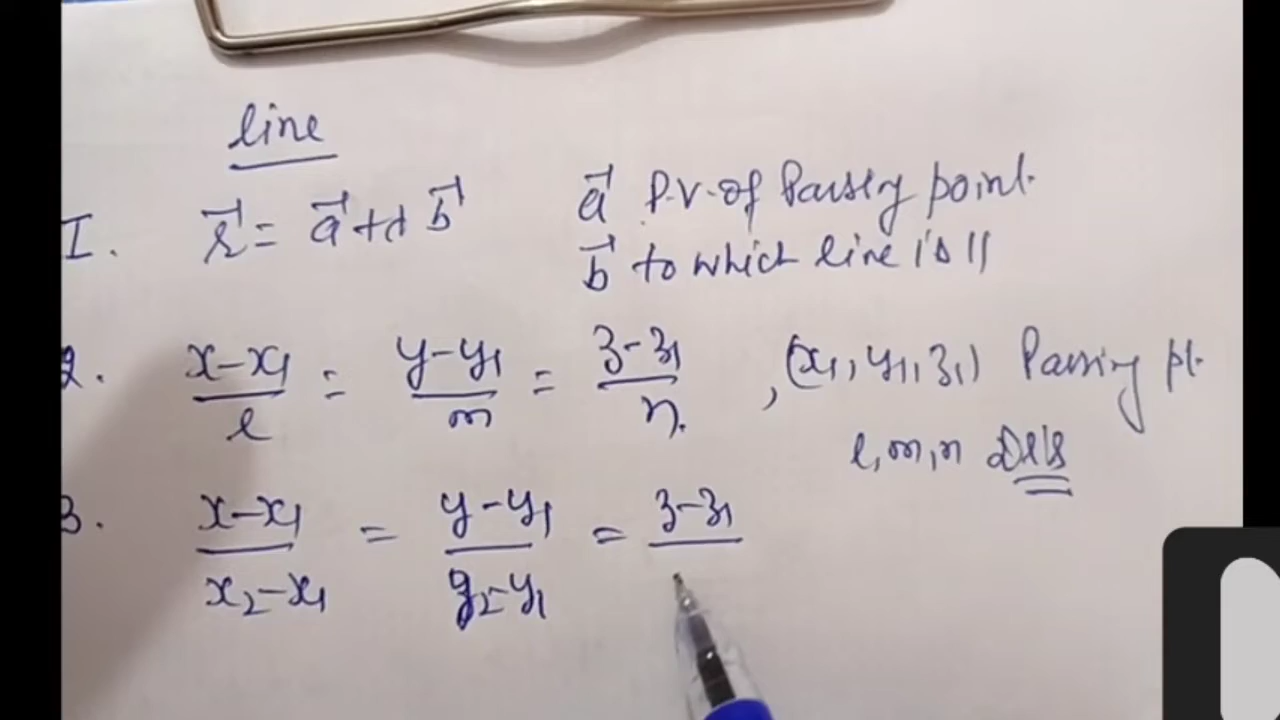 line
I. r⃗ = a⃗ + λ b⃗ a⃗ P.V. of Passing point.
b⃗ to which line is ||
2. (x-x₁)/l = (y-y₁)/m = (z-z₁)/n. , (x₁, y₁, z₁) Passing pt.
l, m, n DR's
3. (x-x₁)/(x₂-x₁) = (y-y₁)/(y₂-y₁) = z-z₁